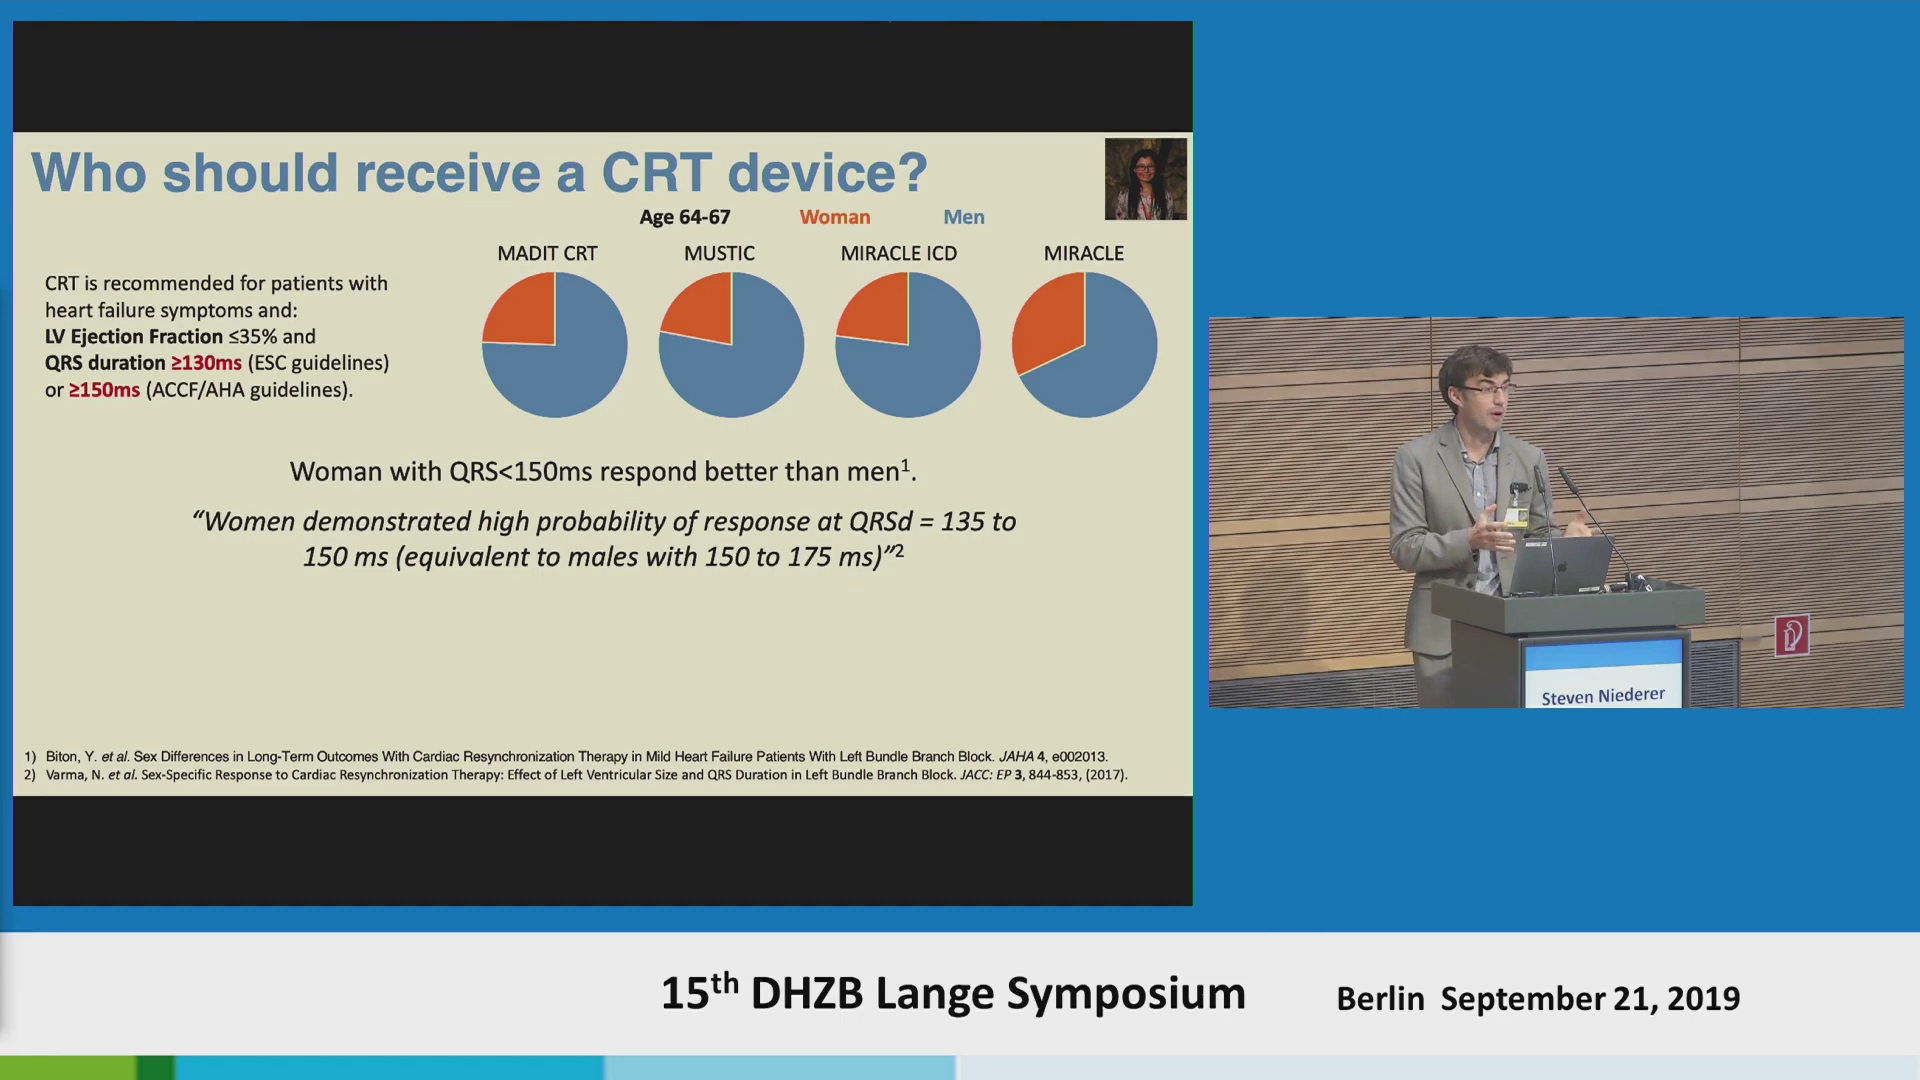 Who should receive a CRT device?
Age 64-67 Woman Men
MADIT CRT MUSTIC MIRACLE ICD MIRACLE
CRT is recommended for patients with
heart failure symptoms and:
LV Ejection Fraction ≤35% and
QRS duration ≥130ms (ESC guidelines)
or ≥150ms (ACCF/AHA guidelines).
Woman with QRS<150ms respond better than men¹.
“Women demonstrated high probability of response at QRSd = 135 to
150 ms (equivalent to males with 150 to 175 ms)”²
1) Biton, Y. et al. Sex Differences in Long-Term Outcomes With Cardiac Resynchronization Therapy in Mild Heart Failure Patients With Left Bundle Branch Block. JAHA 4, e002013.
2) Varma, N. et al. Sex-Specific Response to Cardiac Resynchronization Therapy: Effect of Left Ventricular Size and QRS Duration in Left Bundle Branch Block. JACC: EP 3, 844-853, (2017).
Steven Niederer
15th DHZB Lange Symposium
Berlin September 21, 2019